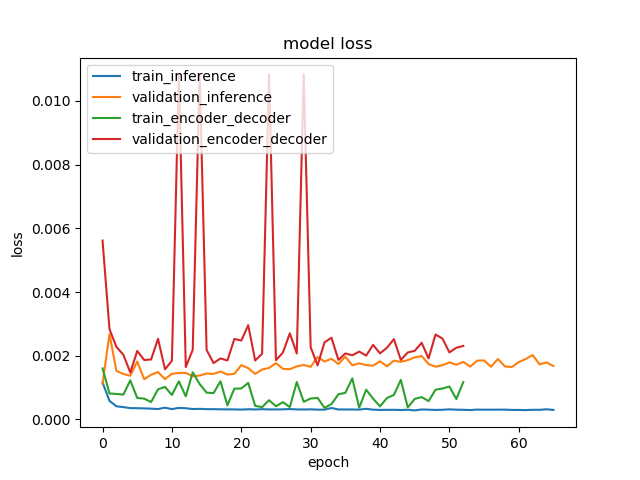 model loss
train_inference
validation_inference
train_encoder_decoder
validation_encoder_decoder
0.010
0.008
0.006
0.004
0.002
0.000
loss
0 10 20 30 40 50 60
epoch